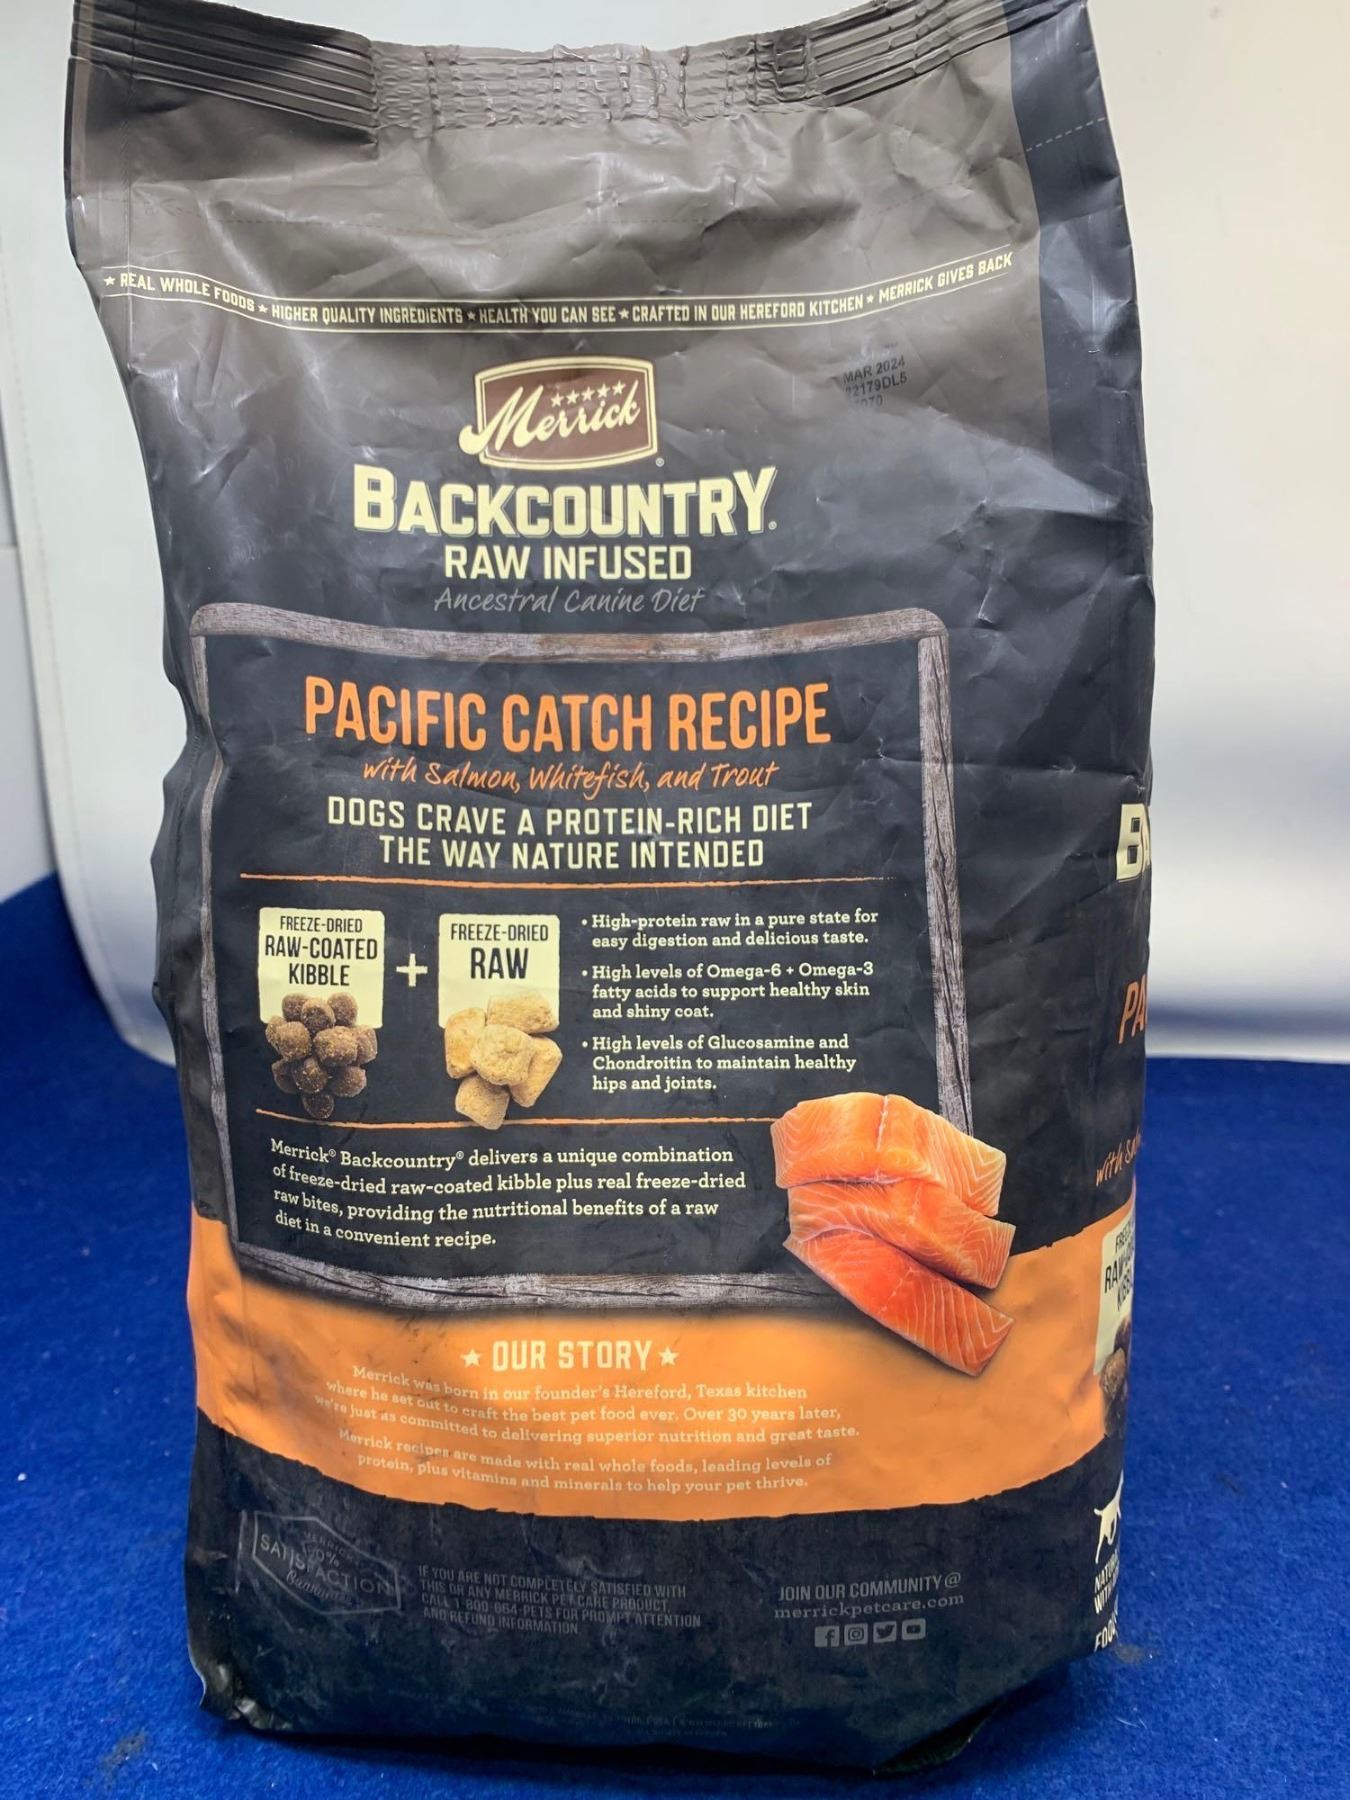 ★ REAL WHOLE FOODS ★ HIGHER QUALITY INGREDIENTS ★ HEALTH YOU CAN SEE ★ CRAFTED IN OUR HEREFORD KITCHEN ★ MERRICK GIVES BACK
MAR 2024
2179DL5
Merrick
BACKCOUNTRY®
RAW INFUSED
Ancestral Canine Diet
PACIFIC CATCH RECIPE
with Salmon, Whitefish, and Trout
DOGS CRAVE A PROTEIN-RICH DIET
THE WAY NATURE INTENDED
FREEZE-DRIED
RAW-COATED
KIBBLE
+
FREEZE-DRIED
RAW
• High-protein raw in a pure state for
easy digestion and delicious taste.
• High levels of Omega-6 + Omega-3
fatty acids to support healthy skin
and shiny coat.
• High levels of Glucosamine and
Chondroitin to maintain healthy
hips and joints.
Merrick® Backcountry® delivers a unique combination
of freeze-dried raw-coated kibble plus real freeze-dried
raw bites, providing the nutritional benefits of a raw
diet in a convenient recipe.
★ OUR STORY ★
Merrick was born in our founder's Hereford, Texas kitchen
where he set out to craft the best pet food ever. Over 30 years later,
we're just as committed to delivering superior nutrition and great taste.
Merrick recipes are made with real whole foods, leading levels of
protein, plus vitamins and minerals to help your pet thrive.
MERRICK
SATISFACTION
Guaranteed
IF YOU ARE NOT COMPLETELY SATISFIED WITH
THIS OR ANY MERRICK PET CARE PRODUCT,
CALL 1-800-664-PETS FOR PROMPT ATTENTION
AND REFUND INFORMATION
JOIN OUR COMMUNITY @
merrickpetcare.com
BA
PA
with Sal